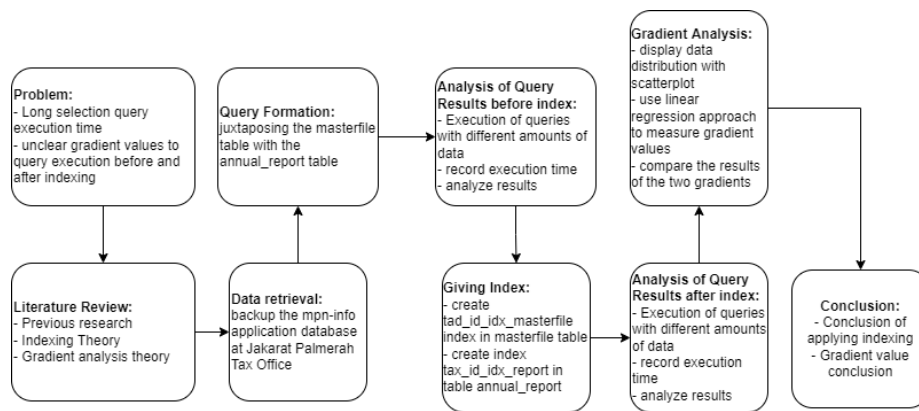 Problem:
- Long selection query
execution time
- unclear gradient values to
query execution before and
after indexing
Literature Review:
- Previous research
- Indexing Theory
- Gradient analysis theory
Data retrieval:
backup the mpn-info
application database
at Jakarat Palmerah
Tax Office
Query Formation:
juxtaposing the masterfile
table with the
annual_report table
Analysis of Query
Results before index:
- Execution of queries
with different amounts of
data
- record execution time
- analyze results
Giving Index:
- create
tad_id_idx_masterfile
index in masterfile table
- create index
tax_id_idx_report in
table annual_report
Analysis of Query
Results after index:
- Execution of queries
with different amounts
of data
- record execution
time
- analyze results
Gradient Analysis:
- display data
distribution with
scatterplot
- use linear
regression approach
to measure gradient
values
- compare the results
of the two gradients
Conclusion:
- Conclusion of
applying indexing
- Gradient value
conclusion